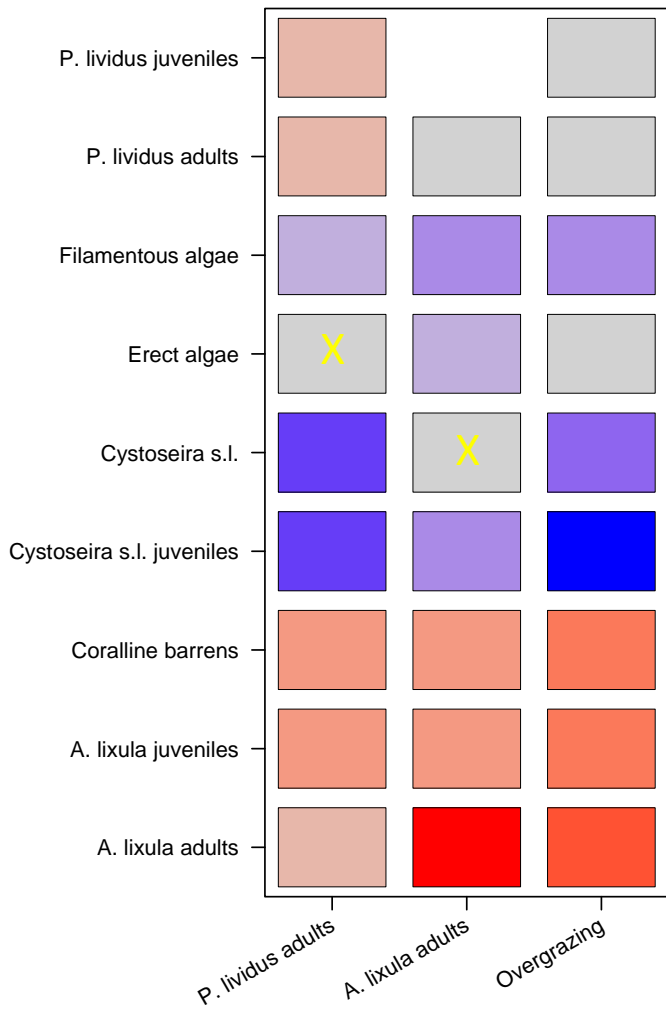 P. lividus juveniles
P. lividus adults
Filamentous algae
Erect algae
X
Cystoseira s.l.
X
Cystoseira s.l. juveniles
Coralline barrens
A. lixula juveniles
A. lixula adults
P. lividus adults
A. lixula adults
Overgrazing